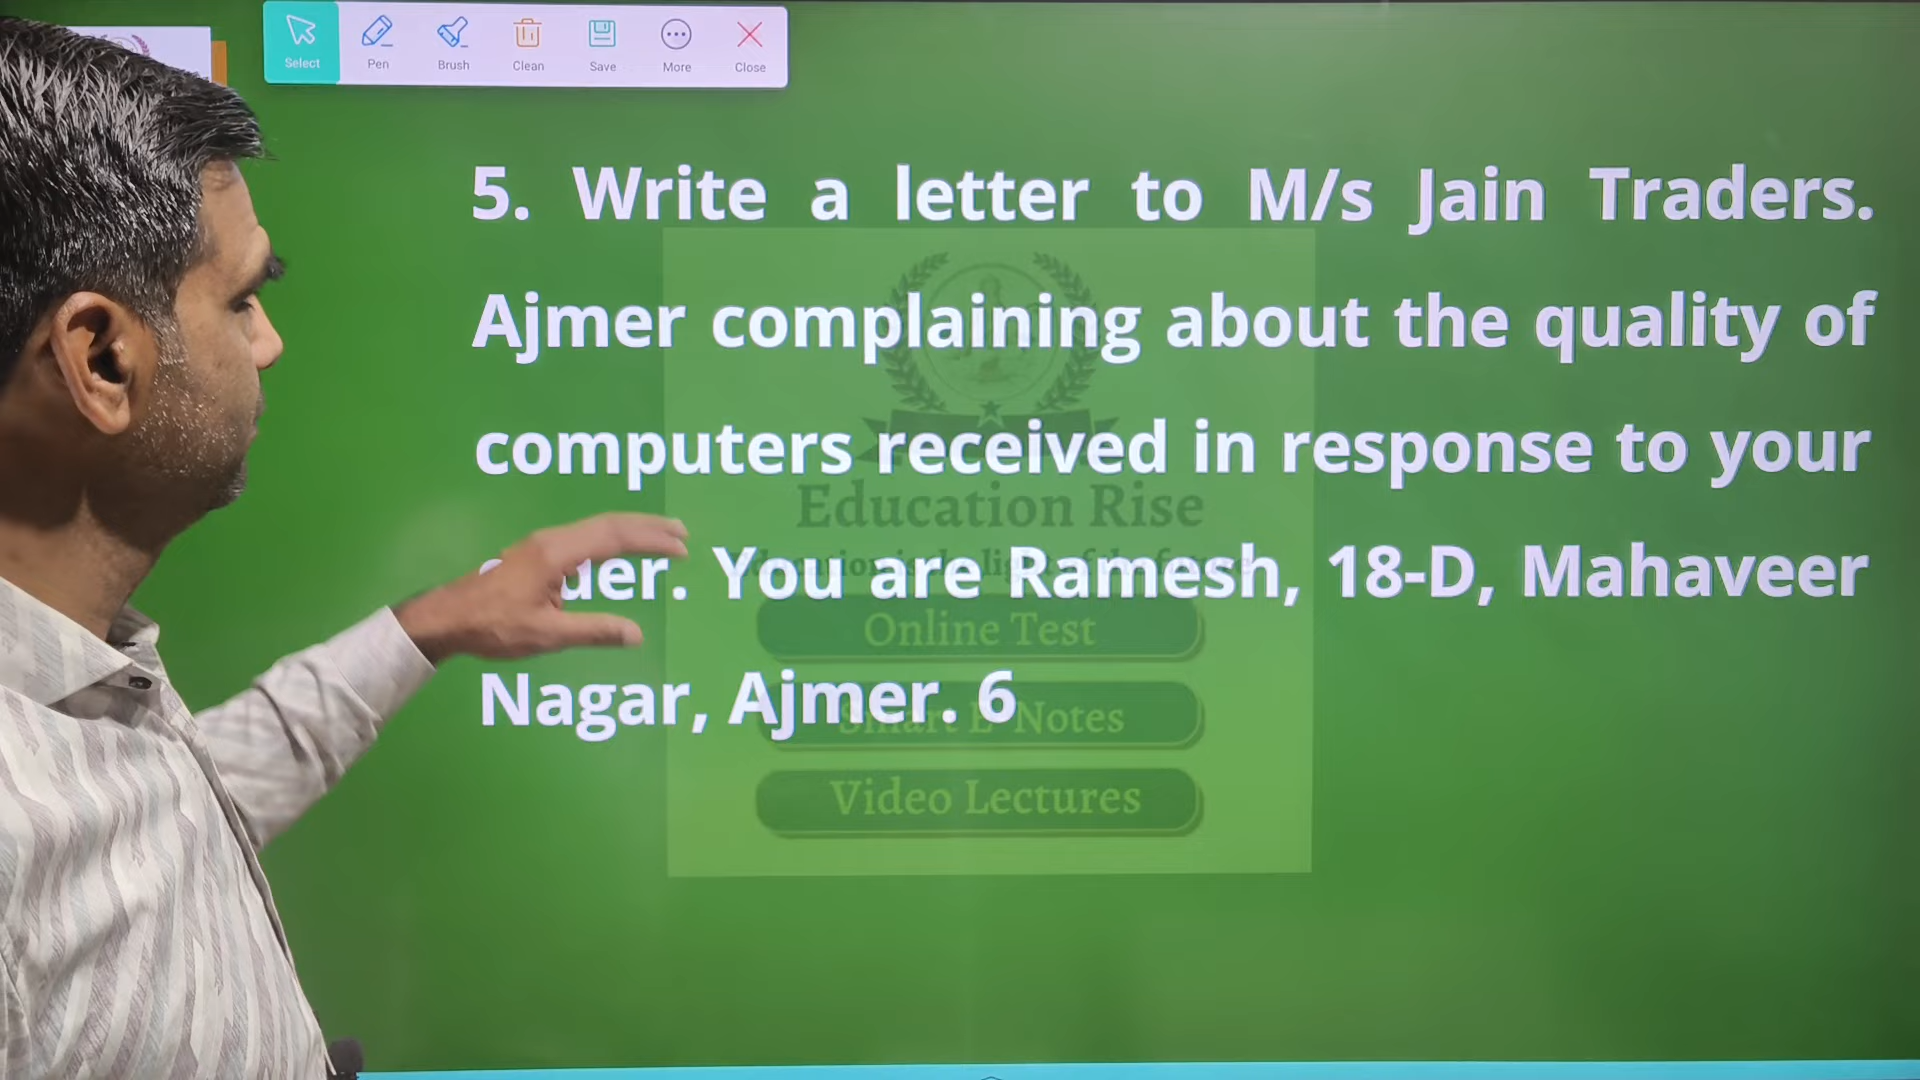 Select Pen Brush Clean Save More Close
5. Write a letter to M/s Jain Traders.
Ajmer complaining about the quality of
computers received in response to your
Education Rise
You are Ramesh, 18-D, Mahaveer
Online Test
Nagar, Ajmer. 6
Smart E-Notes
Video Lectures